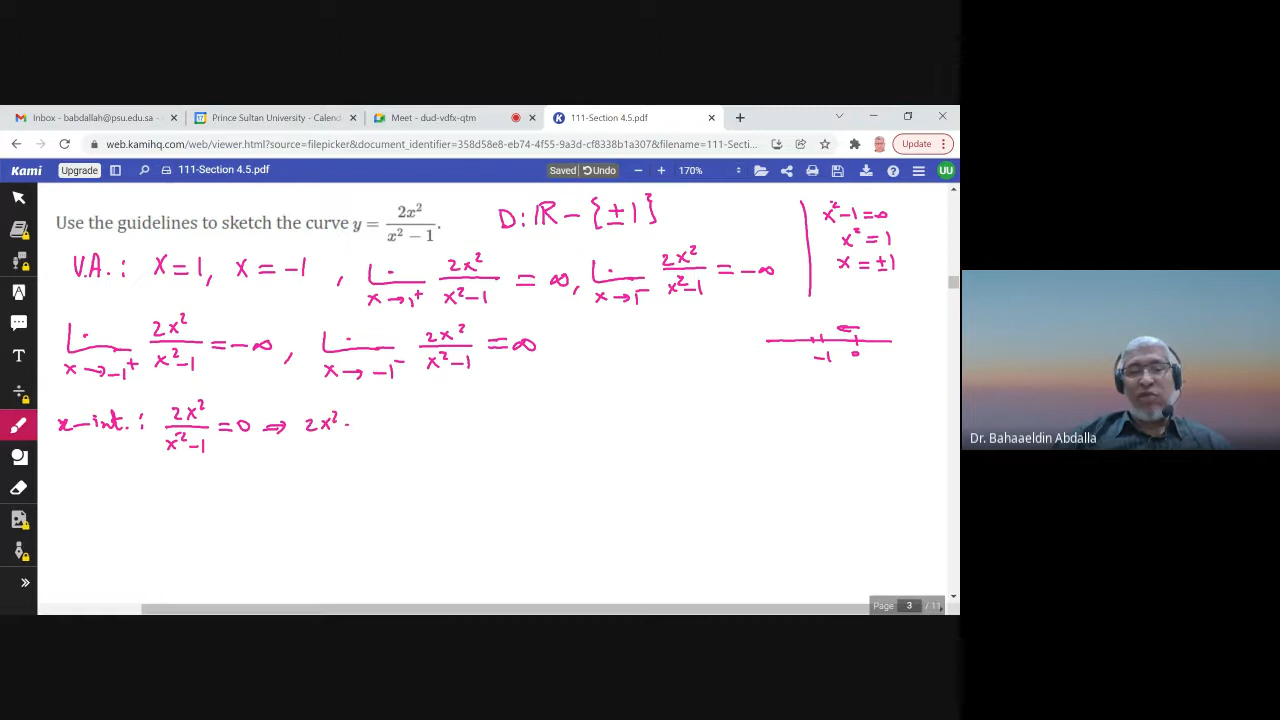 Inbox - babdallah@psu.edu.sa -
Prince Sultan University - Calend
Meet - dud-vdfx-qtm
111-Section 4.5.pdf
web.kamihq.com/web/viewer.html?source=filepicker&document_identifier=358d58e8-eb74-4f55-9a3d-cf8338b1a307&filename=111-Secti...
Update
Kami
Upgrade
111-Section 4.5.pdf
Saved Undo
170%
UU
Use the guidelines to sketch the curve y = 2x²/(x² − 1).
D: ℝ − {±1}
x²-1=0
x²=1
x=±1
V.A.: x=1, x=-1, Lim x→1⁺ 2x²/(x²-1) = ∞, Lim x→1⁻ 2x²/(x²-1) = -∞
Lim x→-1⁺ 2x²/(x²-1) = -∞, Lim x→-1⁻ 2x²/(x²-1) = ∞
-1 0
x-int.: 2x²/(x²-1) = 0 ⇒ 2x²
Page 3 / 11
Dr. Bahaaeldin Abdalla